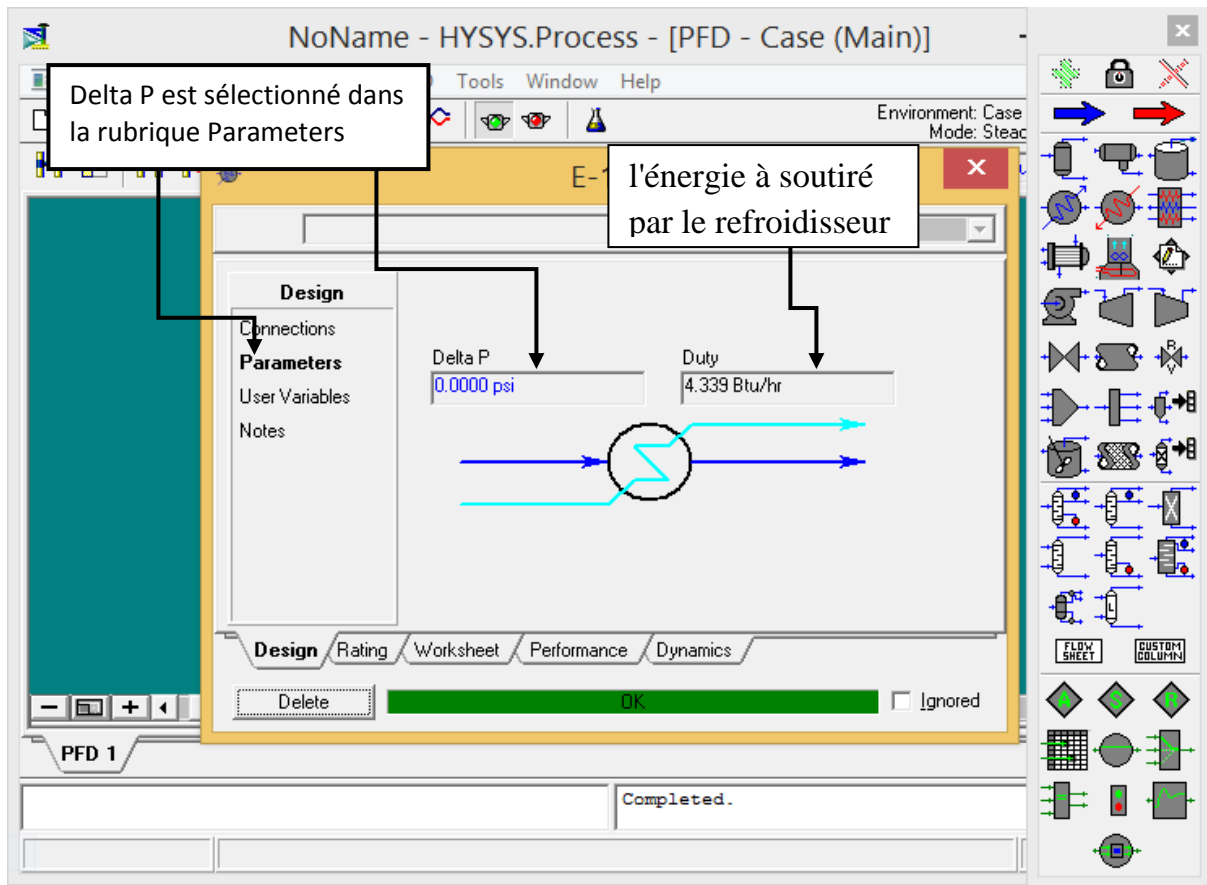 NoName - HYSYS.Process - [PFD - Case (Main)]
Tools Window Help
Delta P est sélectionné dans
la rubrique Parameters
Environment: Case
Mode:
E-
l'énergie à soutiré
par le refroidisseur
Design
Connections
Parameters
User Variables
Notes
Delta P
0.0000 psi
Duty
4.339 Btu/hr
Design Rating Worksheet Performance Dynamics
Delete
OK
Ignored
PFD 1
Completed.
R
L
FLOW
SHEET
CUSTOM
COLUMN
A S R